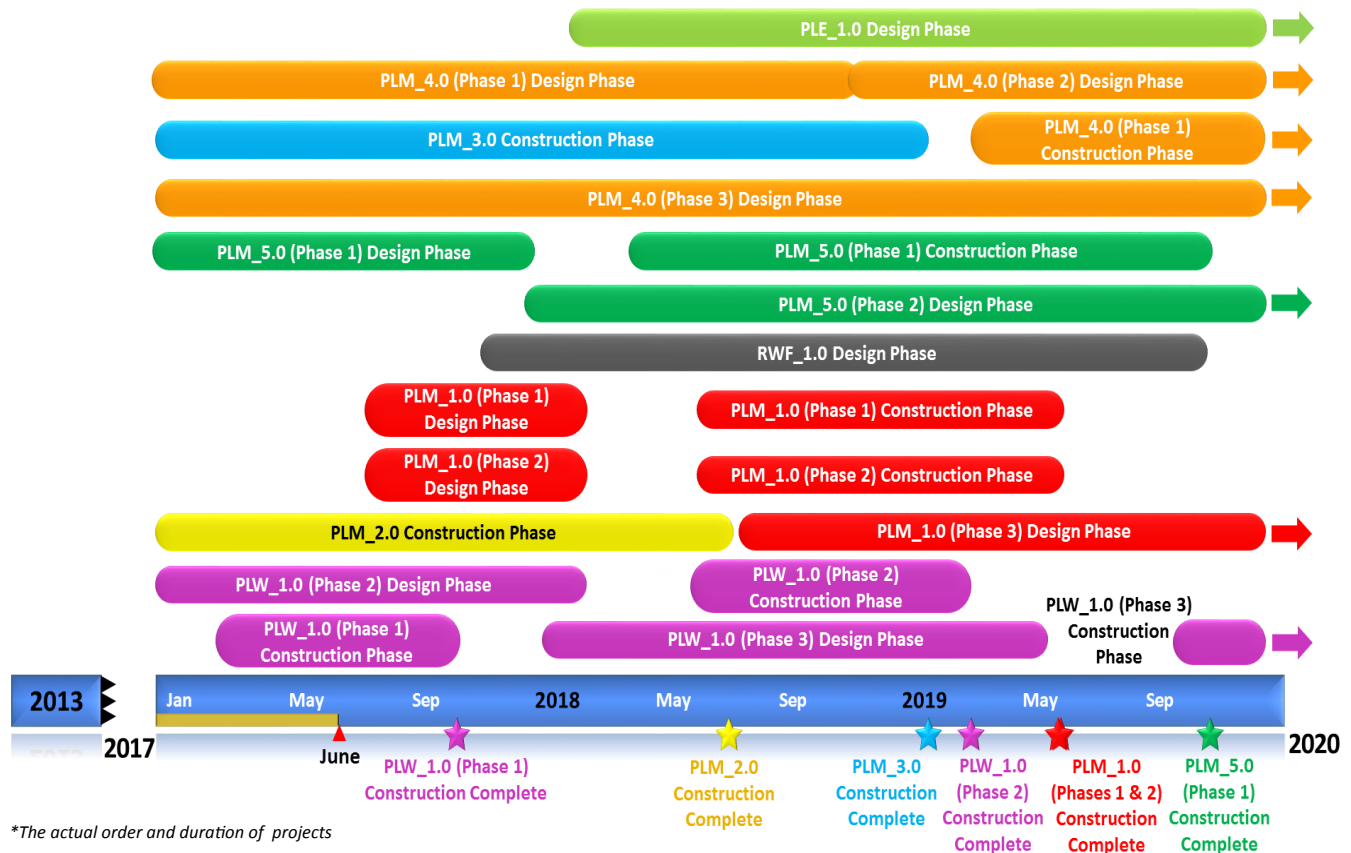 PLE_1.0 Design Phase
PLM_4.0 (Phase 1) Design Phase
PLM_4.0 (Phase 2) Design Phase
PLM_3.0 Construction Phase
PLM_4.0 (Phase 1)
Construction Phase
PLM_4.0 (Phase 3) Design Phase
PLM_5.0 (Phase 1) Design Phase
PLM_5.0 (Phase 1) Construction Phase
PLM_5.0 (Phase 2) Design Phase
RWF_1.0 Design Phase
PLM_1.0 (Phase 1)
Design Phase
PLM_1.0 (Phase 1) Construction Phase
PLM_1.0 (Phase 2)
Design Phase
PLM_1.0 (Phase 2) Construction Phase
PLM_2.0 Construction Phase
PLM_1.0 (Phase 3) Design Phase
PLW_1.0 (Phase 2) Design Phase
PLW_1.0 (Phase 2)
Construction Phase
PLW_1.0 (Phase 1)
Construction Phase
PLW_1.0 (Phase 3) Design Phase
PLW_1.0 (Phase 3)
Construction
Phase
2013
Jan
May
Sep
2018
May
Sep
2019
May
Sep
2017
June
2020
PLW_1.0 (Phase 1)
Construction Complete
PLM_2.0
Construction
Complete
PLM_3.0
Construction
Complete
PLW_1.0
(Phase 2)
Construction
Complete
PLM_1.0
(Phases 1 & 2)
Construction
Complete
PLM_5.0
(Phase 1)
Construction
Complete
*The actual order and duration of projects